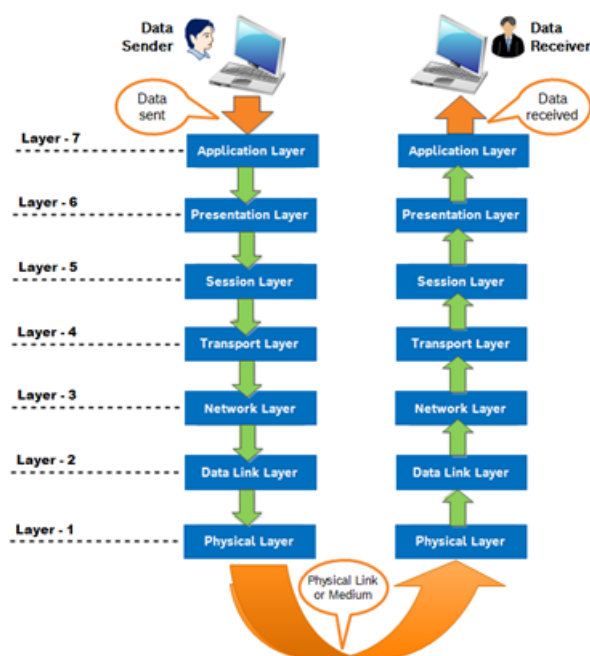 Data
Sender
Data
Receiver
Data
sent
Data
received
Layer - 7
Application Layer
Application Layer
Layer - 6
Presentation Layer
Presentation Layer
Layer - 5
Session Layer
Session Layer
Layer - 4
Transport Layer
Transport Layer
Layer - 3
Network Layer
Network Layer
Layer - 2
Data Link Layer
Data Link Layer
Layer - 1
Physical Layer
Physical Layer
Physical Link
or Medium